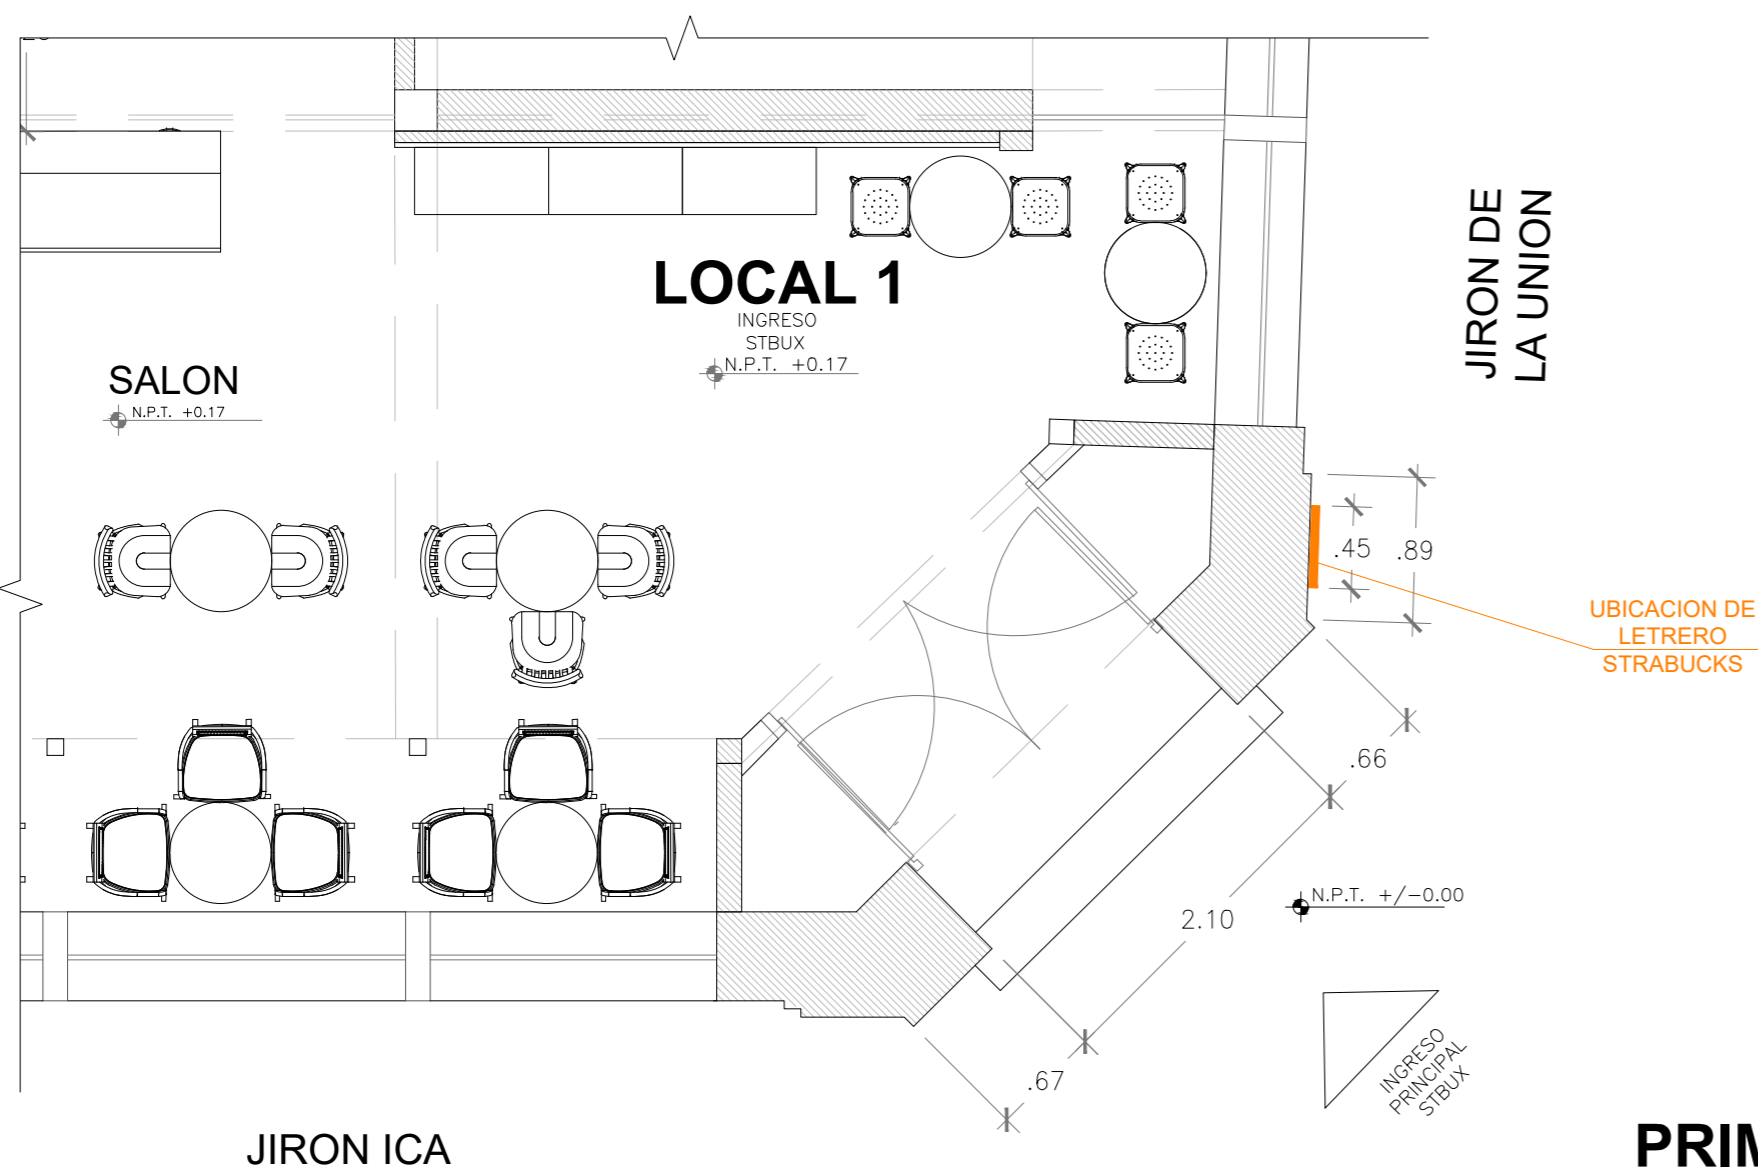 LOCAL 1
INGRESO
STBUX
N.P.T. +0.17
SALON
N.P.T. +0.17
JIRON DE
LA UNION
.45
.89
UBICACION DE
LETRERO
STRABUCKS
.66
2.10
N.P.T. +/-0.00
.67
INGRESO
PRINCIPAL
STBUX
JIRON ICA
PRIM